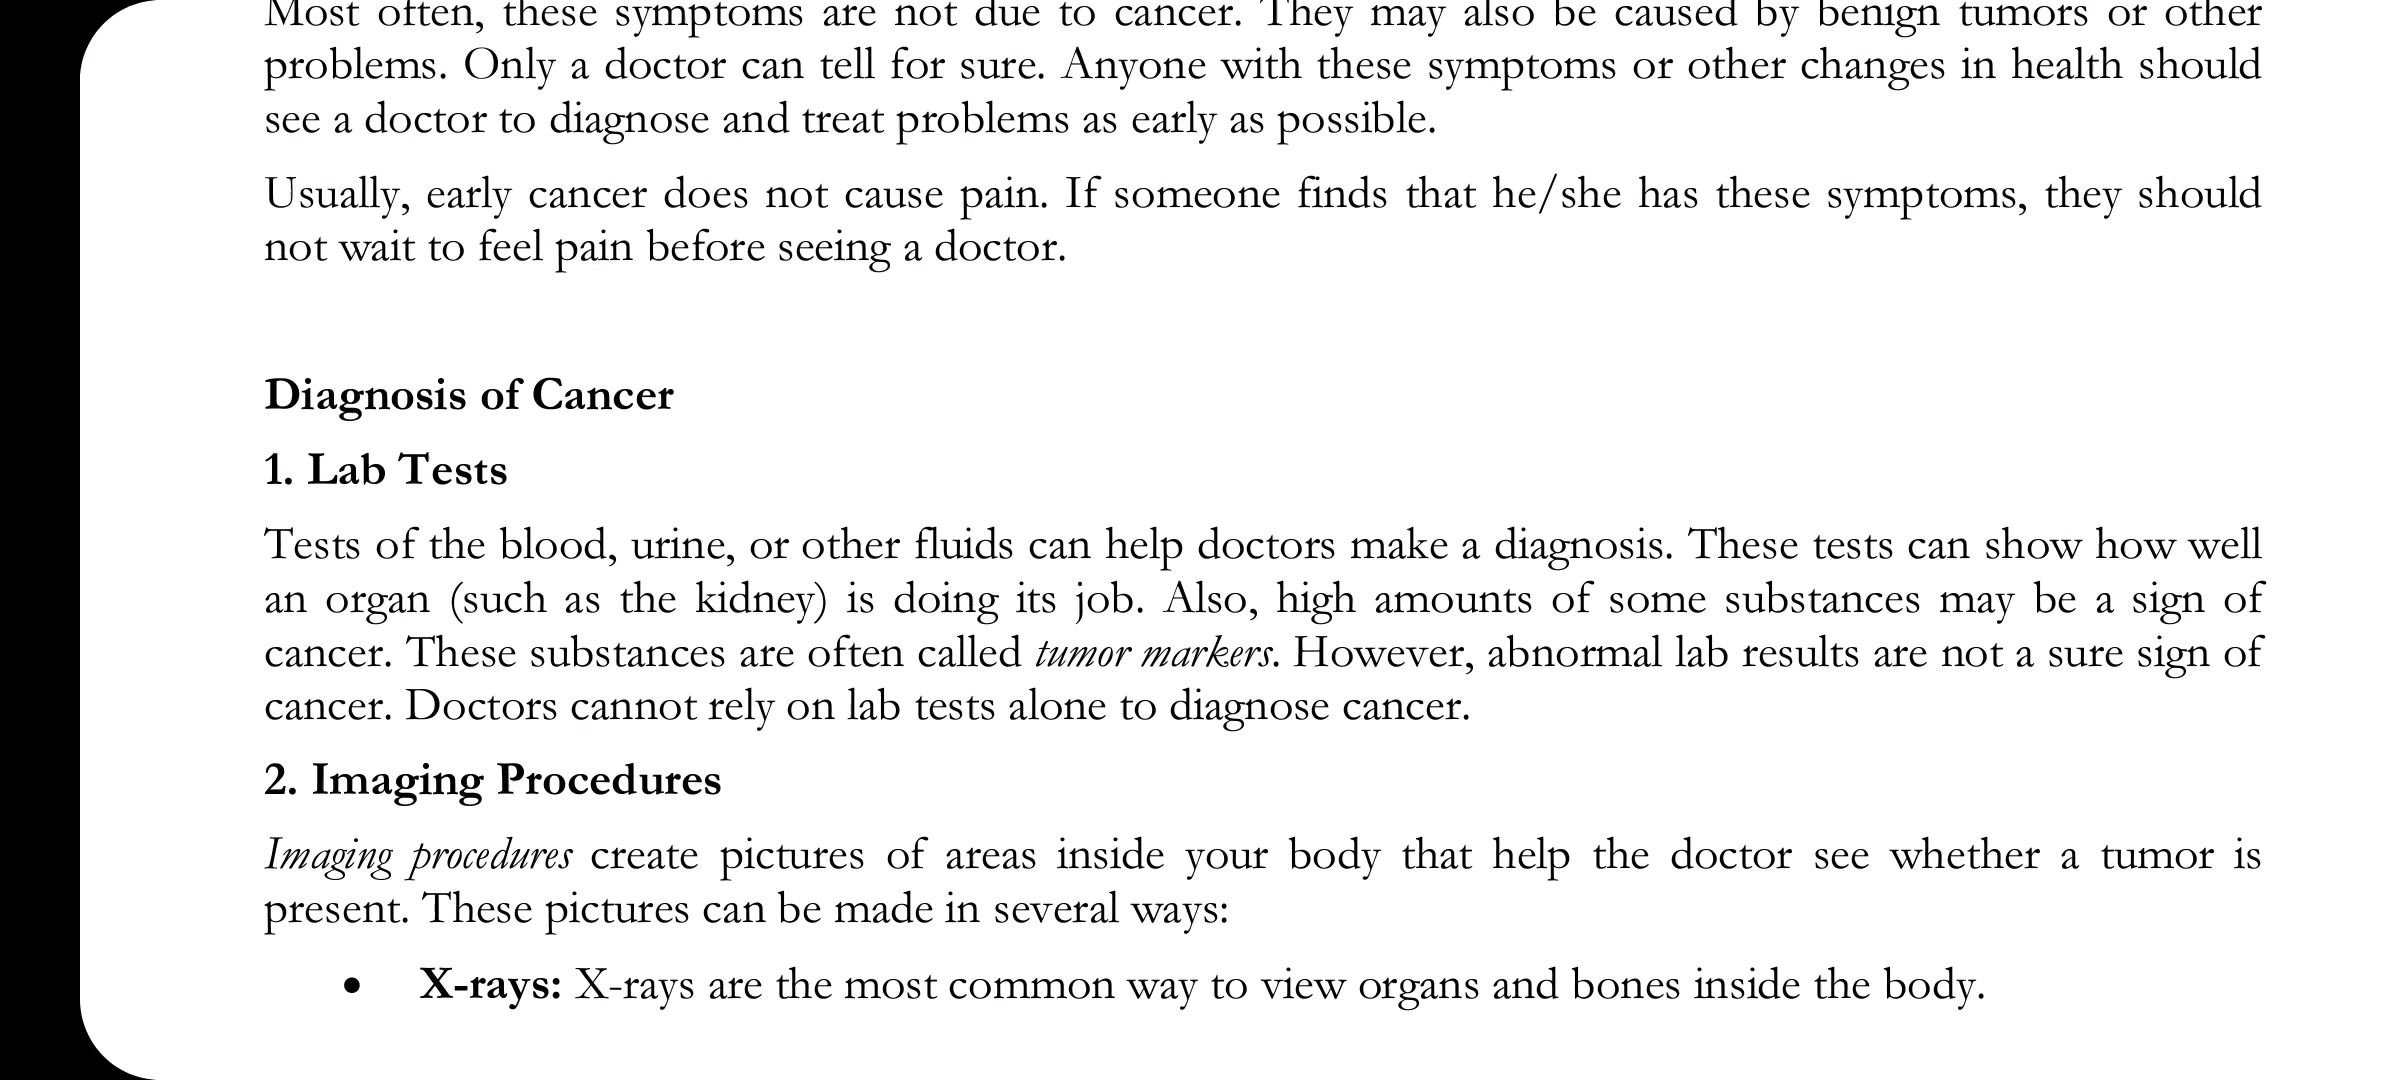 Most often, these symptoms are not due to cancer. They may also be caused by benign tumors or other
problems. Only a doctor can tell for sure. Anyone with these symptoms or other changes in health should
see a doctor to diagnose and treat problems as early as possible.
Usually, early cancer does not cause pain. If someone finds that he/she has these symptoms, they should
not wait to feel pain before seeing a doctor.
Diagnosis of Cancer
1. Lab Tests
Tests of the blood, urine, or other fluids can help doctors make a diagnosis. These tests can show how well
an organ (such as the kidney) is doing its job. Also, high amounts of some substances may be a sign of
cancer. These substances are often called tumor markers. However, abnormal lab results are not a sure sign of
cancer. Doctors cannot rely on lab tests alone to diagnose cancer.
2. Imaging Procedures
Imaging procedures create pictures of areas inside your body that help the doctor see whether a tumor is
present. These pictures can be made in several ways:
• X-rays: X-rays are the most common way to view organs and bones inside the body.